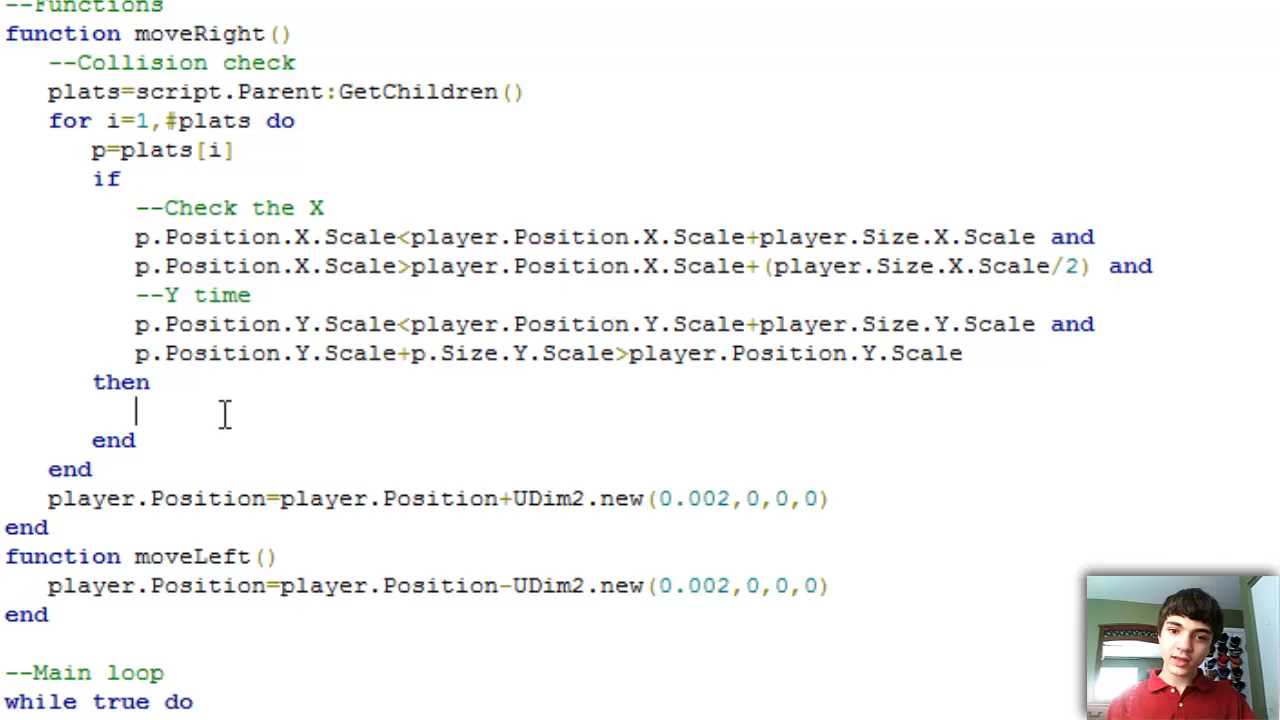 --Functions
function moveRight()
--Collision check
plats=script.Parent:GetChildren()
for i=1,#plats do
p=plats[i]
if
--Check the X
p.Position.X.Scale<player.Position.X.Scale+player.Size.X.Scale and
p.Position.X.Scale>player.Position.X.Scale+(player.Size.X.Scale/2) and
--Y time
p.Position.Y.Scale<player.Position.Y.Scale+player.Size.Y.Scale and
p.Position.Y.Scale+p.Size.Y.Scale>player.Position.Y.Scale
then
end
end
player.Position=player.Position+UDim2.new(0.002,0,0,0)
end
function moveLeft()
player.Position=player.Position-UDim2.new(0.002,0,0,0)
end
--Main loop
while true do